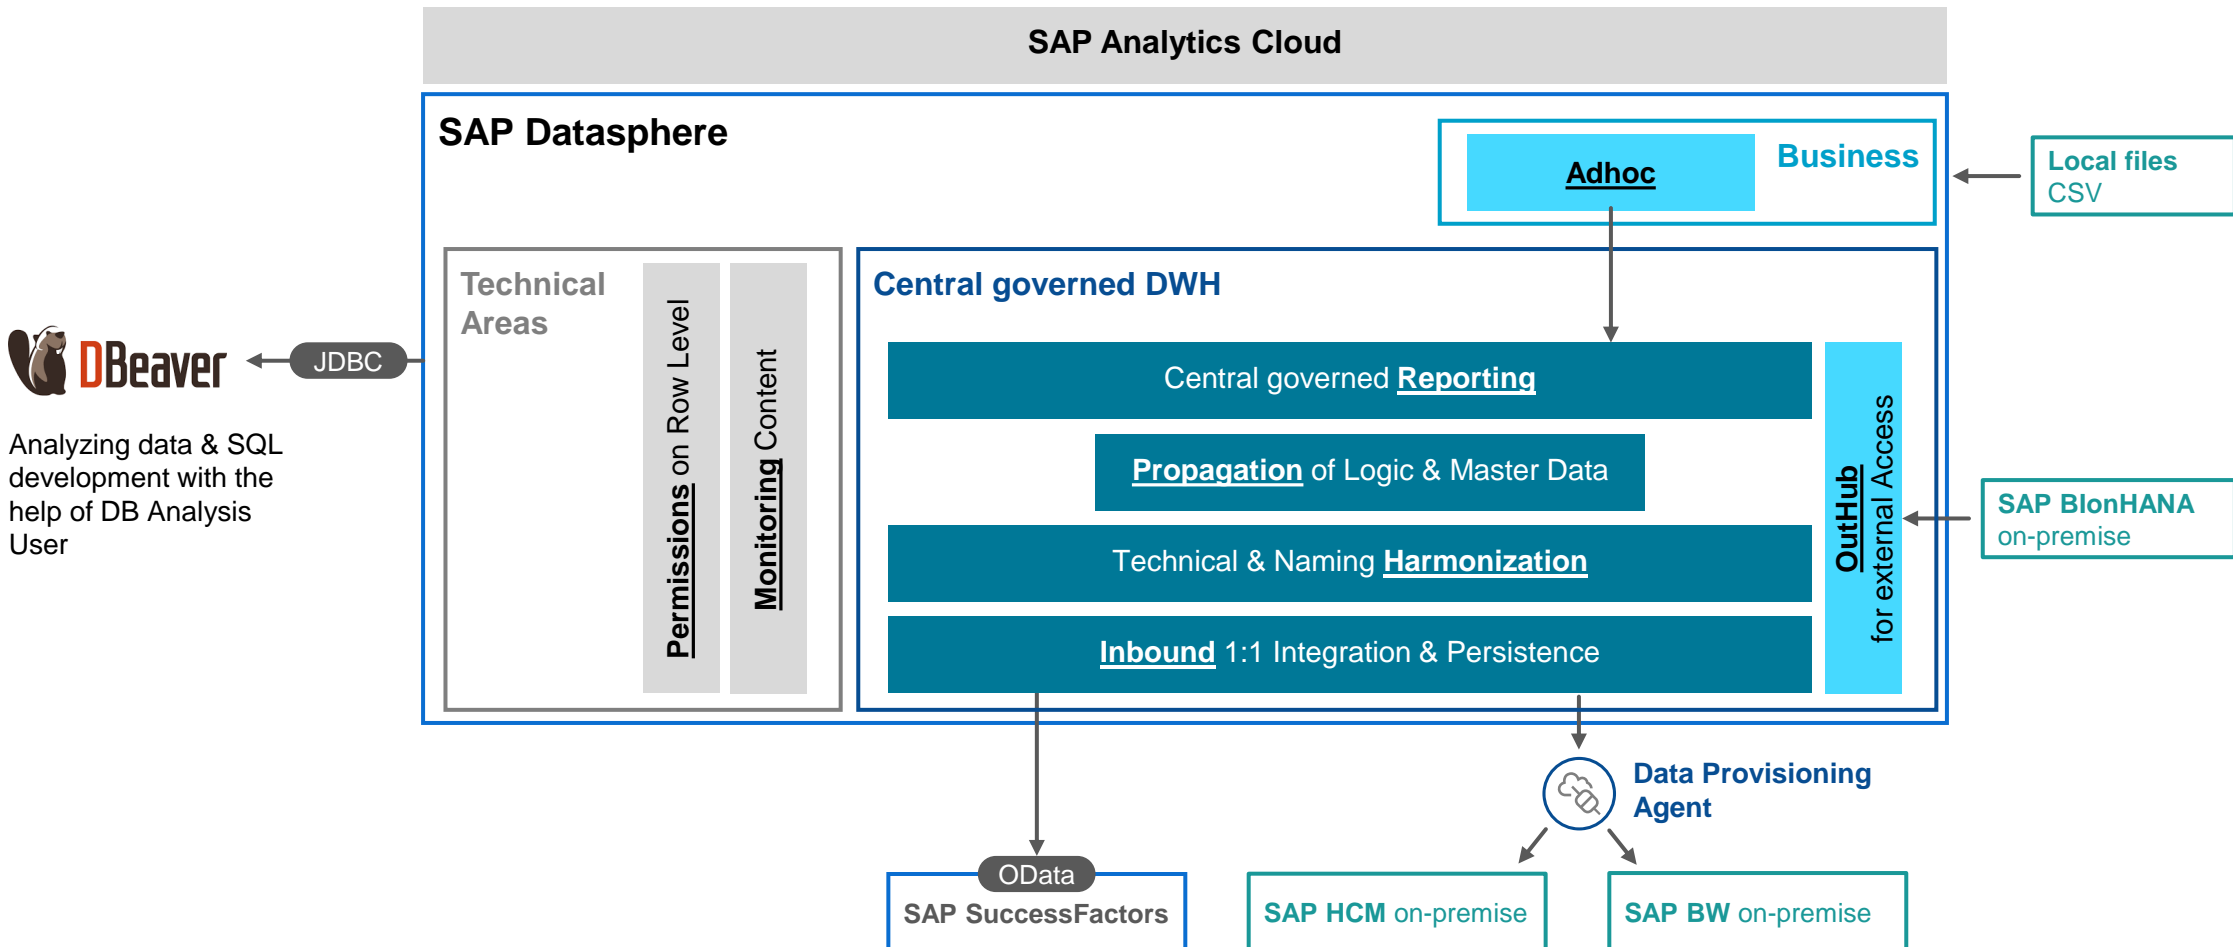 SAP Analytics Cloud
SAP Datasphere
Adhoc
Business
Local files
CSV
Technical
Areas
Permissions on Row Level
Monitoring Content
Central governed DWH
Central governed Reporting
Propagation of Logic & Master Data
Technical & Naming Harmonization
Inbound 1:1 Integration & Persistence
OutHub
for external Access
SAP BIonHANA
on-premise
DBeaver
JDBC
Analyzing data & SQL
development with the
help of DB Analysis
User
Data Provisioning
Agent
OData
SAP SuccessFactors
SAP HCM on-premise
SAP BW on-premise